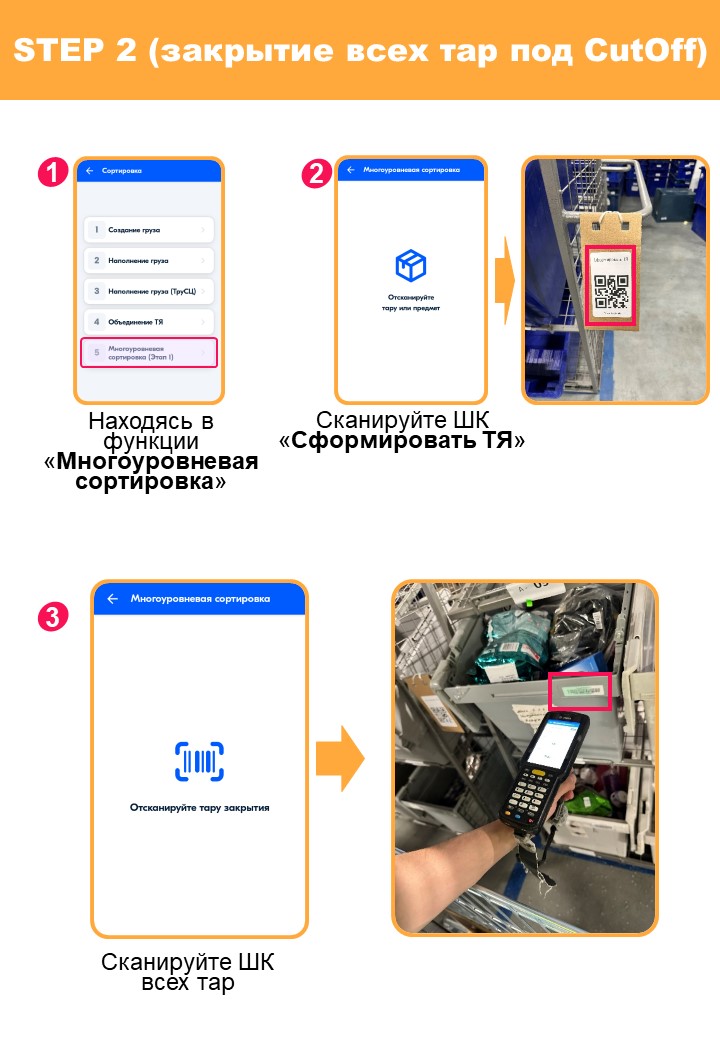 STEP 2 (закрытие всех тар под CutOff)
1
Сортировка
1 Создание груза
2 Наполнение груза
3 Наполнение груза (ТруСЦ)
4 Объединение ТЯ
5 Многоуровневая
сортировка (Этап I)
Находясь в
функции
«Многоуровневая
сортировка»
2
Многоуровневая сортировка
Отсканируйте
тару или предмет
Сканируйте ШК
«Сформировать ТЯ»
3
Многоуровневая сортировка
Отсканируйте тару закрытия
Сканируйте ШК
всех тар